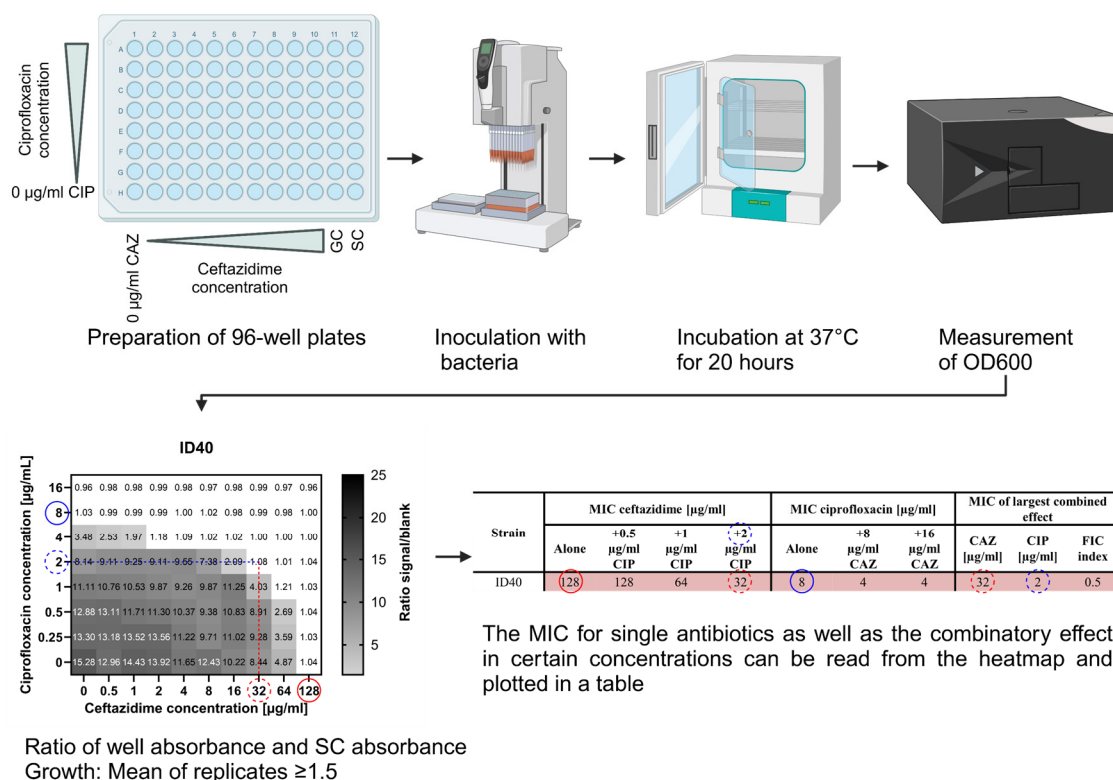 1 2 3 4 5 6 7 8 9 10 11 12
A
B
C
D
E
F
G
H
Ciprofloxacin
concentration
0 µg/ml CIP
0 µg/ml CAZ
Ceftazidime
concentration
GC
SC
Preparation of 96-well plates
Inoculation with
bacteria
Incubation at 37°C
for 20 hours
Measurement
of OD600
ID40
Ciprofloxacin concentration [µg/mL]
16 0.96 0.98 0.98 0.99 0.98 0.97 0.98 0.99 0.97 0.96
8 1.03 0.99 0.99 0.99 1.00 1.02 0.98 0.99 0.98 1.00
4 3.48 2.53 1.97 1.18 1.09 1.02 1.02 1.02 1.02 1.00
2 8.14 9.11 9.25 9.11 9.55 7.38 2.09 1.08 1.01 1.04
1 11.11 10.76 10.53 9.87 9.26 9.87 11.25 4.03 1.21 1.03
0.5 12.88 13.11 11.71 11.30 10.37 9.38 10.83 8.91 2.69 1.04
0.25 13.30 13.18 13.52 13.56 11.22 9.71 11.02 9.28 3.59 1.03
0 15.28 12.96 14.43 13.92 11.65 12.43 10.22 8.44 4.87 1.04
0 0.5 1 2 4 8 16 32 64 128
Ceftazidime concentration [µg/ml]
25
20
15
10
5
Ratio signal/blank
Ratio of well absorbance and SC absorbance
Growth: Mean of replicates ≥1.5
Strain
MIC ceftazidime [µg/ml]
MIC ciprofloxacin [µg/ml]
MIC of largest combined
effect
Alone
+0.5
µg/ml
CIP
+1
µg/ml
CIP
+2
µg/ml
CIP
Alone
+8
µg/ml
CAZ
+16
µg/ml
CAZ
CAZ
[µg/ml]
CIP
[µg/ml]
FIC
index
ID40 128 128 64 32 8 4 4 32 2 0.5
The MIC for single antibiotics as well as the combinatory effect
in certain concentrations can be read from the heatmap and
plotted in a table